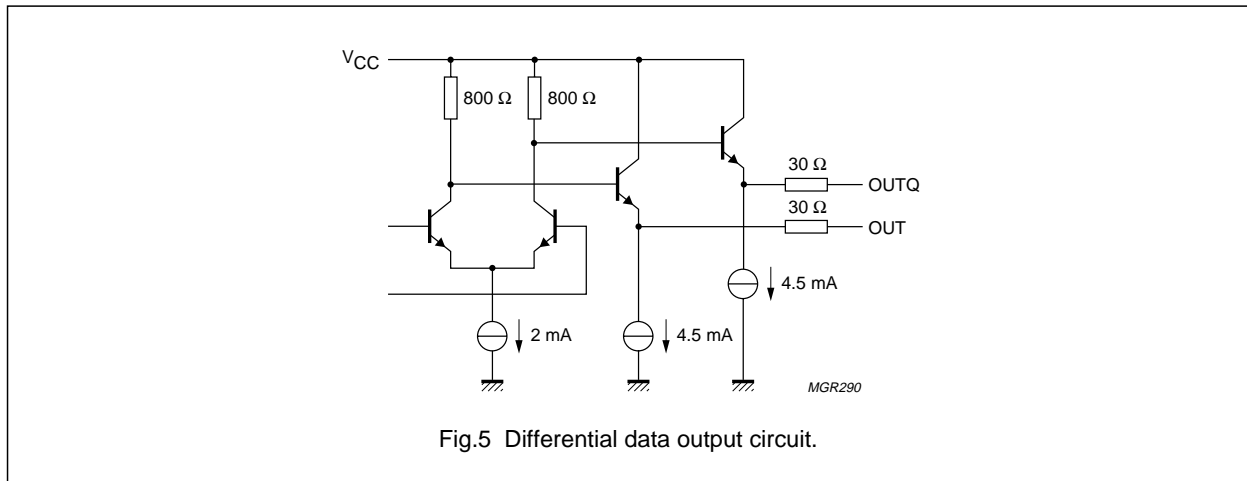 VCC
800 Ω 800 Ω
30 Ω
OUTQ
30 Ω
OUT
4.5 mA
2 mA 4.5 mA
MGR290
Fig.5 Differential data output circuit.